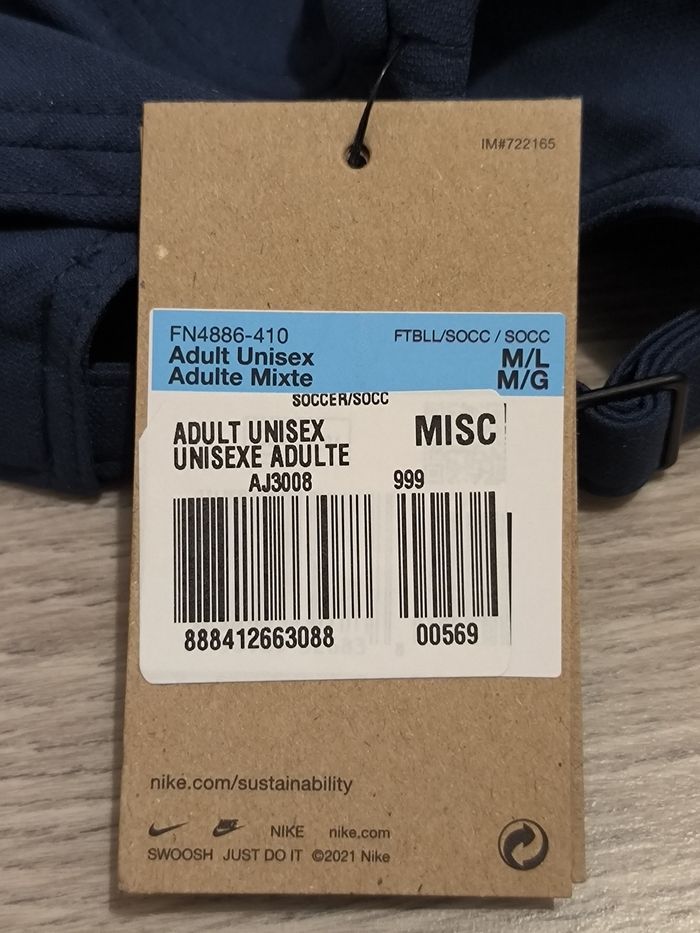 IM#722165
FN4886-410 FTBLL/SOCC / SOCC
Adult Unisex M/L
Adulte Mixte M/G
SOCCER/SOCC
ADULT UNISEX MISC
UNISEXE ADULTE
AJ3008 999
888412663088 00569
nike.com/sustainability
NIKE nike.com
SWOOSH JUST DO IT ©2021 Nike